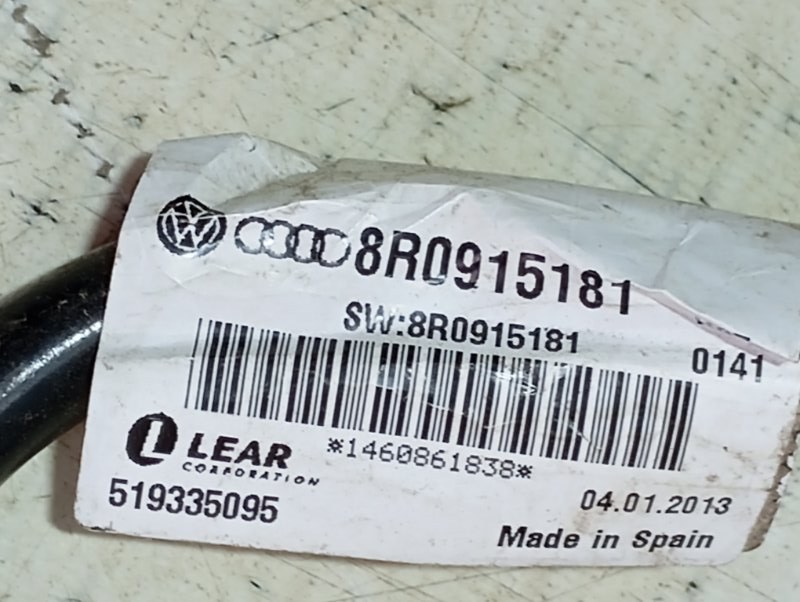 8R0915181
SW:8R0915181
0141
*1460861838*
LEAR
CORPORATION
519335095
04.01.2013
Made in Spain